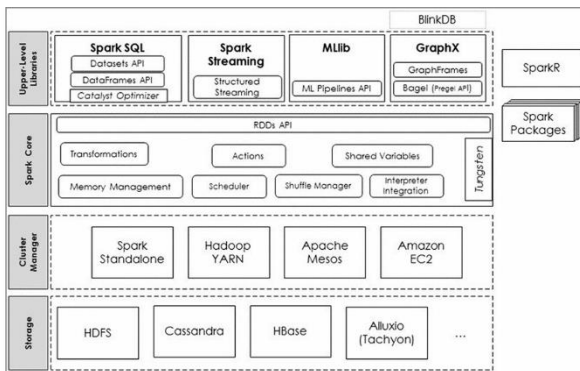 BlinkDB
Upper-Level
Libraries
Spark SQL
Datasets API
DataFrames API
Catalyst Optimizer
Spark
Streaming
Structured
Streaming
MLlib
ML Pipelines API
GraphX
GraphFrames
Bagel (Pregel API)
SparkR
Spark
Packages
Spark Core
RDDs API
Transformations
Actions
Shared Variables
Memory Management
Scheduler
Shuffle Manager
Interpreter
Integration
Tungsten
Cluster
Manager
Spark
Standalone
Hadoop
YARN
Apache
Mesos
Amazon
EC2
Storage
HDFS
Cassandra
HBase
Alluxio
(Tachyon)
...